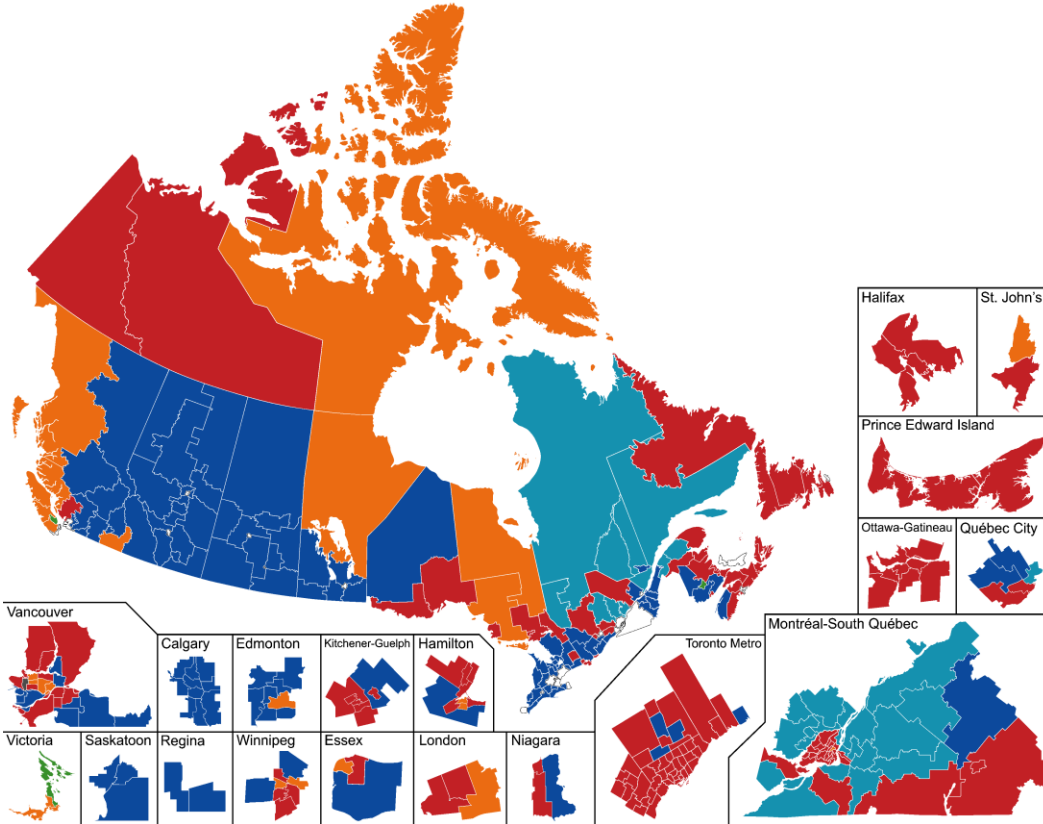 Halifax
St. John's
Prince Edward Island
Ottawa-Gatineau
Québec City
Vancouver
Calgary
Edmonton
Kitchener-Guelph
Hamilton
Toronto Metro
Montréal-South Québec
Victoria
Saskatoon
Regina
Winnipeg
Essex
London
Niagara